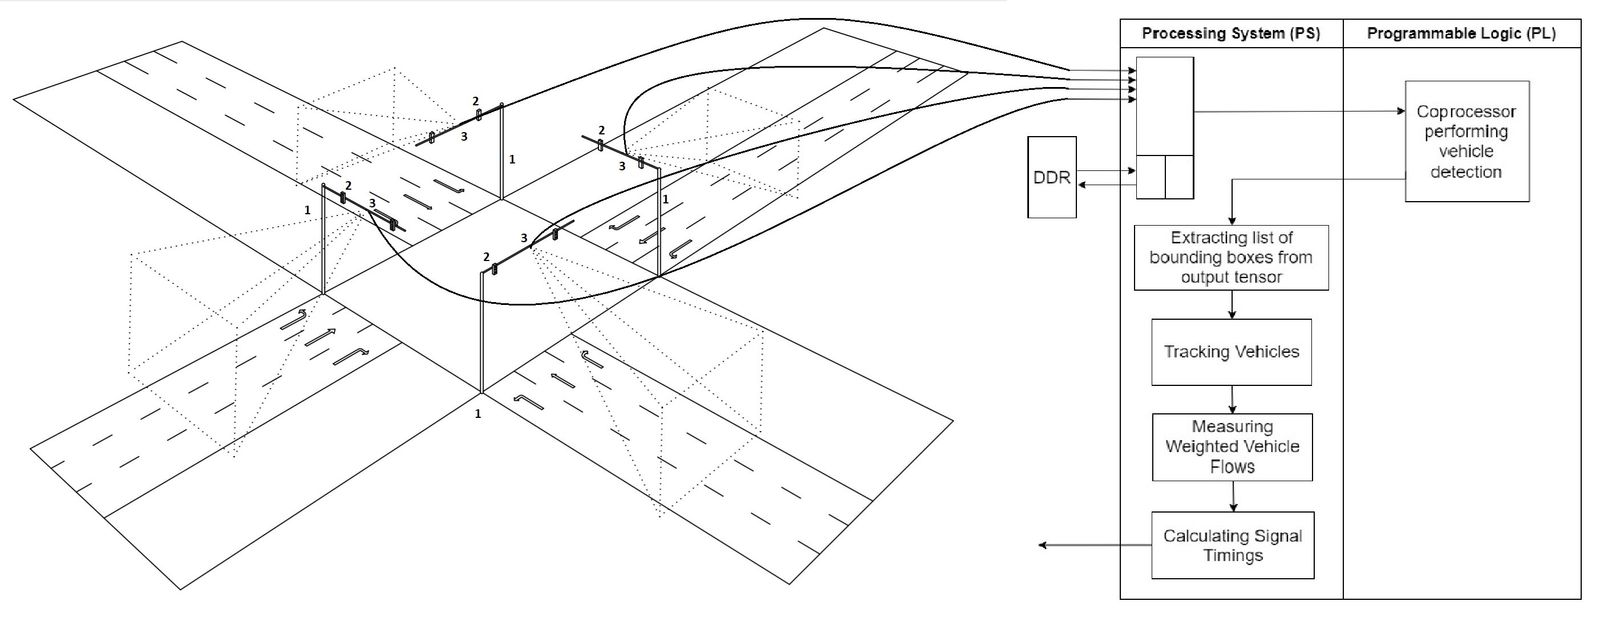 Processing System (PS)
Programmable Logic (PL)
2
3
1
2
3
1
2
3
1
2
3
1
DDR
Coprocessor
performing
vehicle
detection
Extracting list of
bounding boxes from
output tensor
Tracking Vehicles
Measuring
Weighted Vehicle
Flows
Calculating Signal
Timings